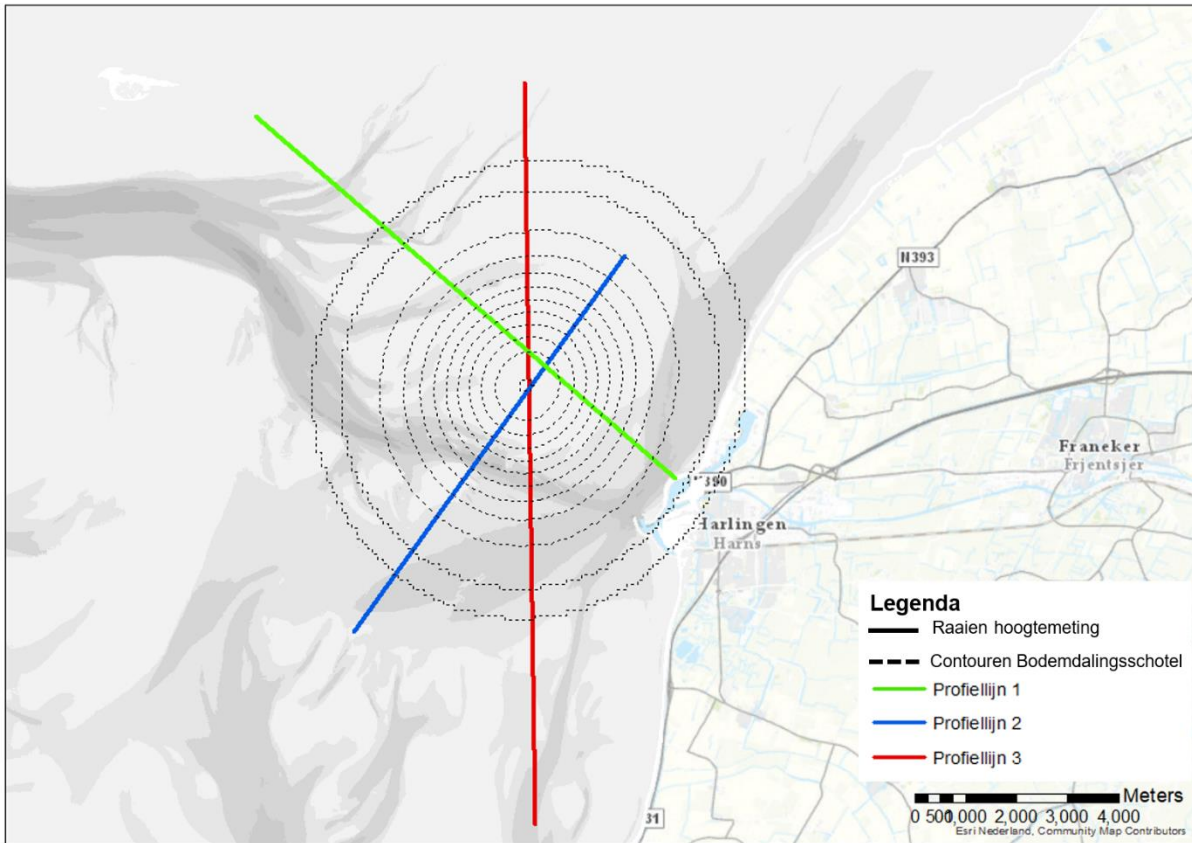 N393
Franeker
Frjentsjer
N390
Harlingen
Harns
Legenda
Raaien hoogtemeting
Contouren Bodemdalingsschotel
Profiellijn 1
Profiellijn 2
Profiellijn 3
Meters
0 500 1,000 2,000 3,000 4,000
31
Esri Nederland, Community Map Contributors